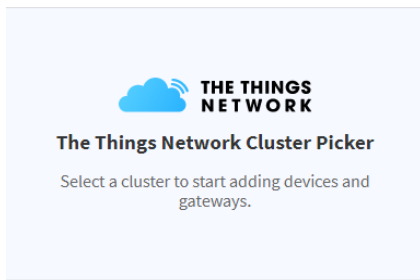 THE THINGS
NETWORK
The Things Network Cluster Picker
Select a cluster to start adding devices and
gateways.